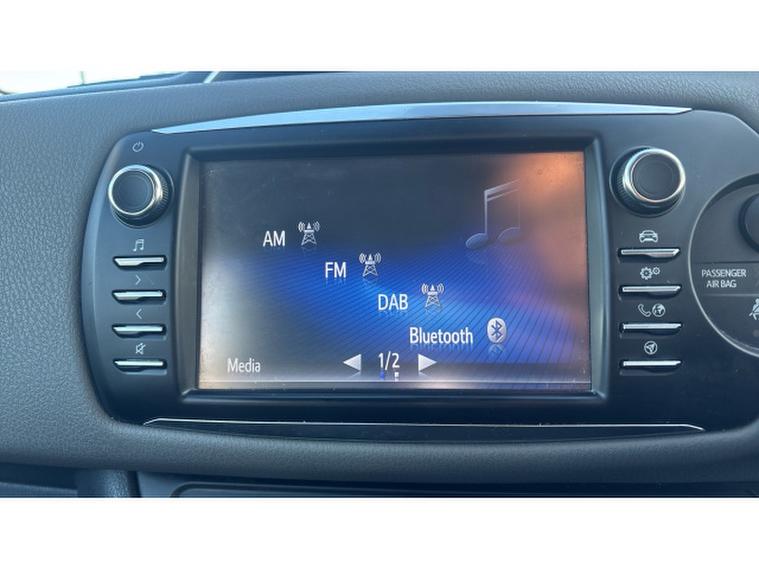 AM
FM
DAB
Bluetooth
Media
1/2
PASSENGER
AIR BAG